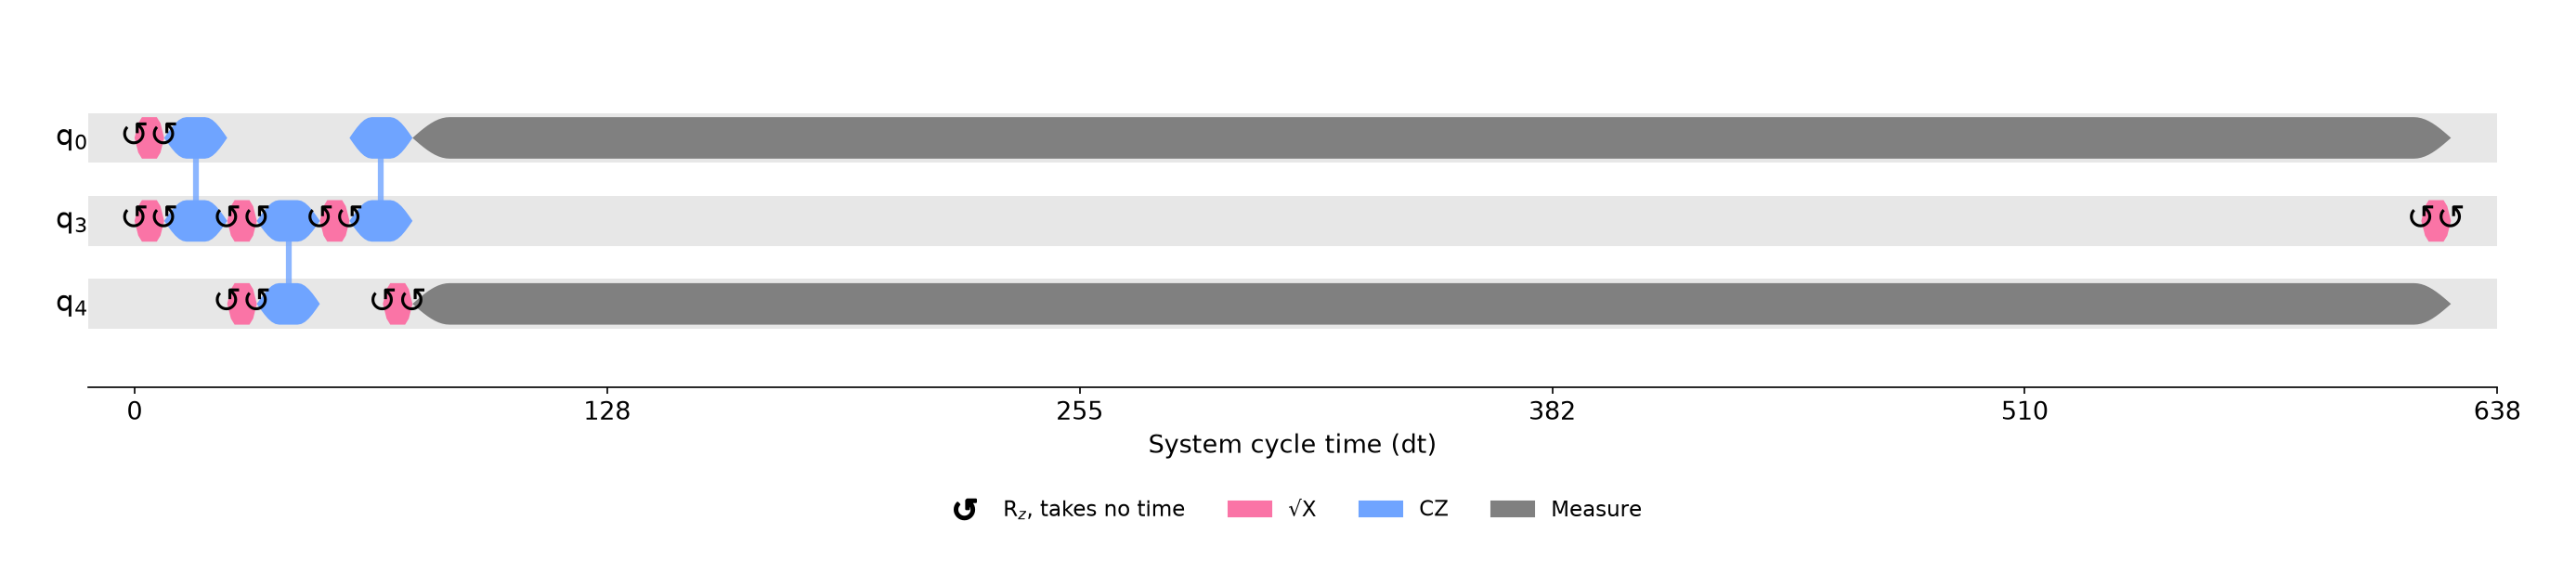 q0
q3
q4
0 128 255 382 510 638
System cycle time (dt)
Rz, takes no time √X CZ Measure